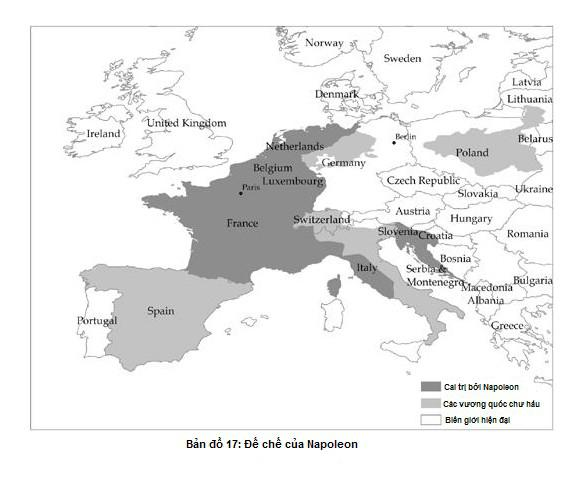 Norway
Sweden
Latvia
Denmark
Lithuania
United Kingdom
Ireland
Berlin
Belarus
Netherlands
Poland
Germany
Belgium
Luxembourg
Czech Republic
Paris
Slovakia
Ukraine
Austria
Switzerland
Hungary
France
Slovenia
Croatia
Romania
Bosnia
Italy
Serbia &
Montenegro
Bulgaria
Macedonia
Albania
Spain
Portugal
Greece
Cai trị bởi Napoleon
Các vương quốc chư hầu
Biên giới hiện đại
Bản đồ 17: Đế chế của Napoleon